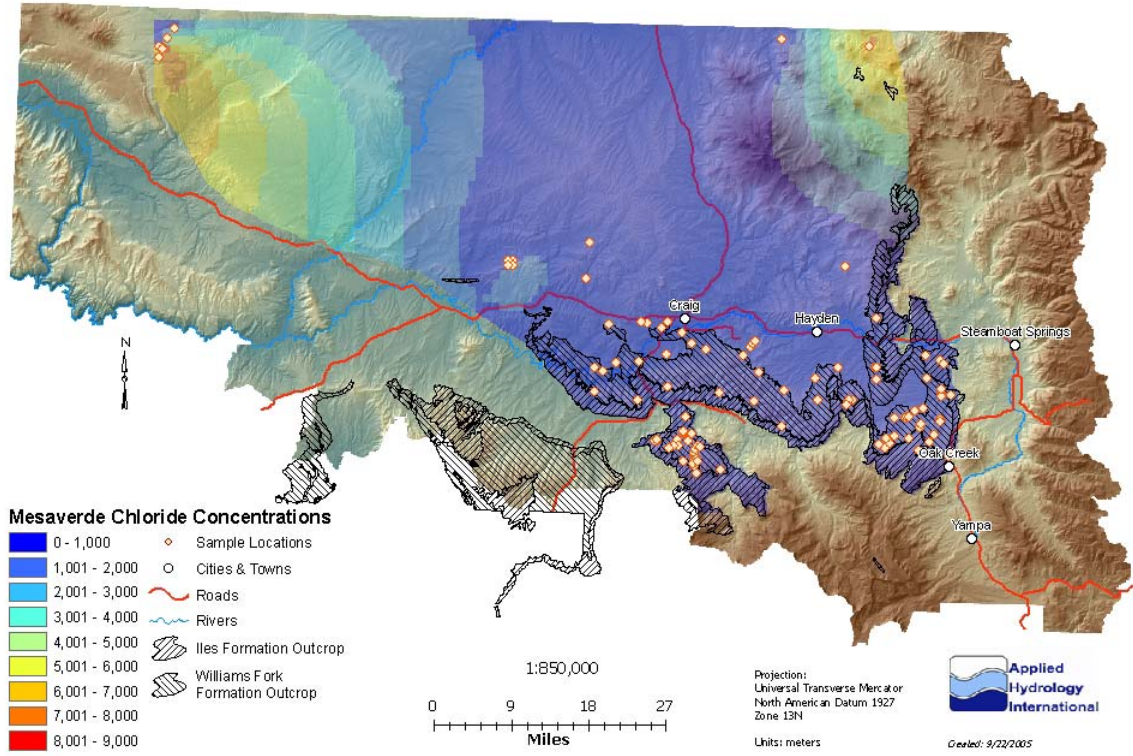 N
Craig
Hayden
Steamboat Springs
Oak Creek
Yampa
Mesaverde Chloride Concentrations
0 - 1,000
1,001 - 2,000
2,001 - 3,000
3,001 - 4,000
4,001 - 5,000
5,001 - 6,000
6,001 - 7,000
7,001 - 8,000
8,001 - 9,000
Sample Locations
Cities & Towns
Roads
Rivers
Iles Formation Outcrop
Williams Fork
Formation Outcrop
1:850,000
0 9 18 27
Miles
Projection:
Universal Transverse Mercator
North American Datum 1927
Zone 13N
Units: meters
Applied
Hydrology
International
Created: 9/22/2005